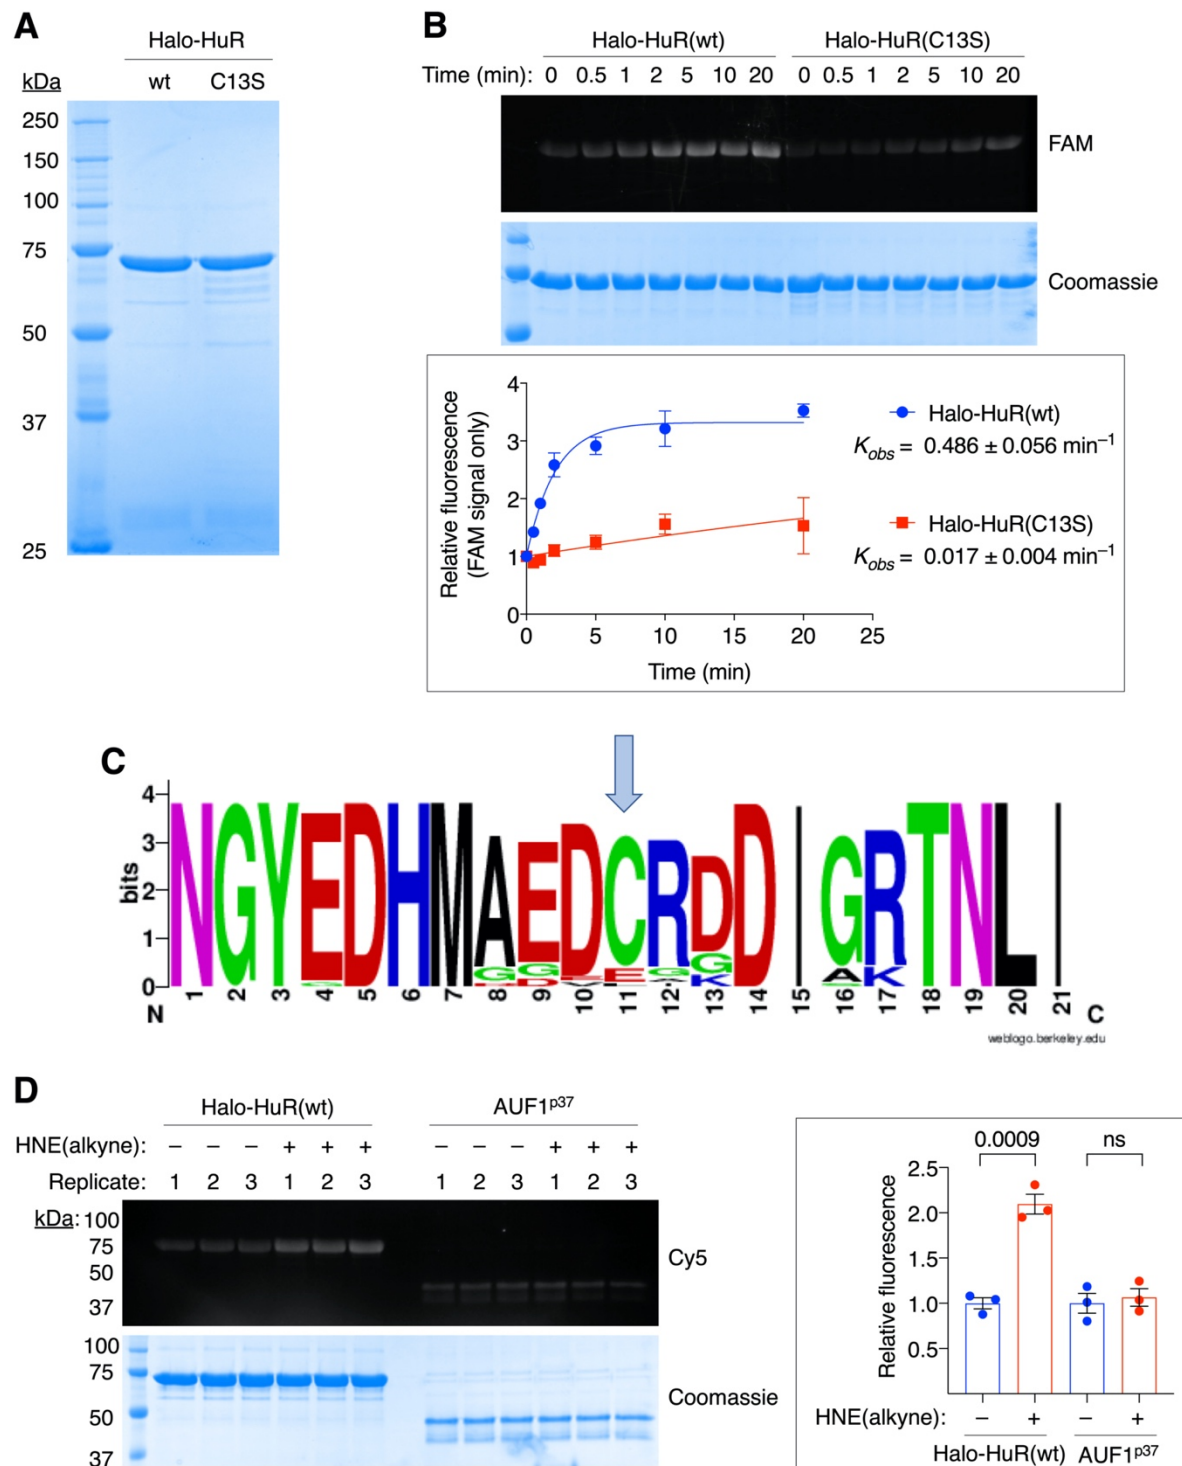 A
Halo-HuR
kDa wt C13S
250
150
100
75
50
37
25
B
Halo-HuR(wt) Halo-HuR(C13S)
Time (min): 0 0.5 1 2 5 10 20 0 0.5 1 2 5 10 20
FAM
Coomassie
Relative fluorescence
(FAM signal only)
4
3
2
1
0
0 5 10 15 20 25
Time (min)
Halo-HuR(wt)
Kobs = 0.486 ± 0.056 min⁻¹
Halo-HuR(C13S)
Kobs = 0.017 ± 0.004 min⁻¹
C
bits
4
3
2
1
0
NGYEDHMAEDCRDDIGRTNLI
N 1 2 3 4 5 6 7 8 9 10 11 12 13 14 15 16 17 18 19 20 21 C
weblogo.berkeley.edu
D
Halo-HuR(wt) AUF1ᵖ³⁷
HNE(alkyne): – – – + + + – – – + + +
Replicate: 1 2 3 1 2 3 1 2 3 1 2 3
kDa: 100
75
50
37
Cy5
100
75
50
37
Coomassie
0.0009 ns
Relative fluorescence
2.5
2.0
1.5
1.0
0.5
HNE(alkyne): – + – +
Halo-HuR(wt) AUF1ᵖ³⁷